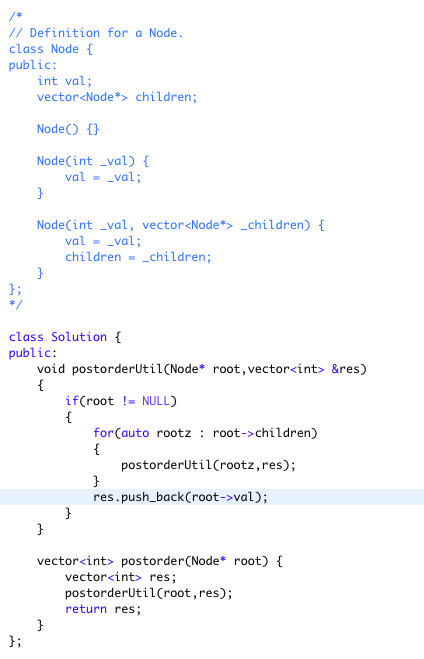 /*
// Definition for a Node.
class Node {
public:
    int val;
    vector<Node*> children;

    Node() {}

    Node(int _val) {
        val = _val;
    }

    Node(int _val, vector<Node*> _children) {
        val = _val;
        children = _children;
    }
};
*/

class Solution {
public:
    void postorderUtil(Node* root,vector<int> &res)
    {
        if(root != NULL)
        {
            for(auto rootz : root->children)
            {
                postorderUtil(rootz,res);
            }
            res.push_back(root->val);
        }
    }

    vector<int> postorder(Node* root) {
        vector<int> res;
        postorderUtil(root,res);
        return res;
    }
};